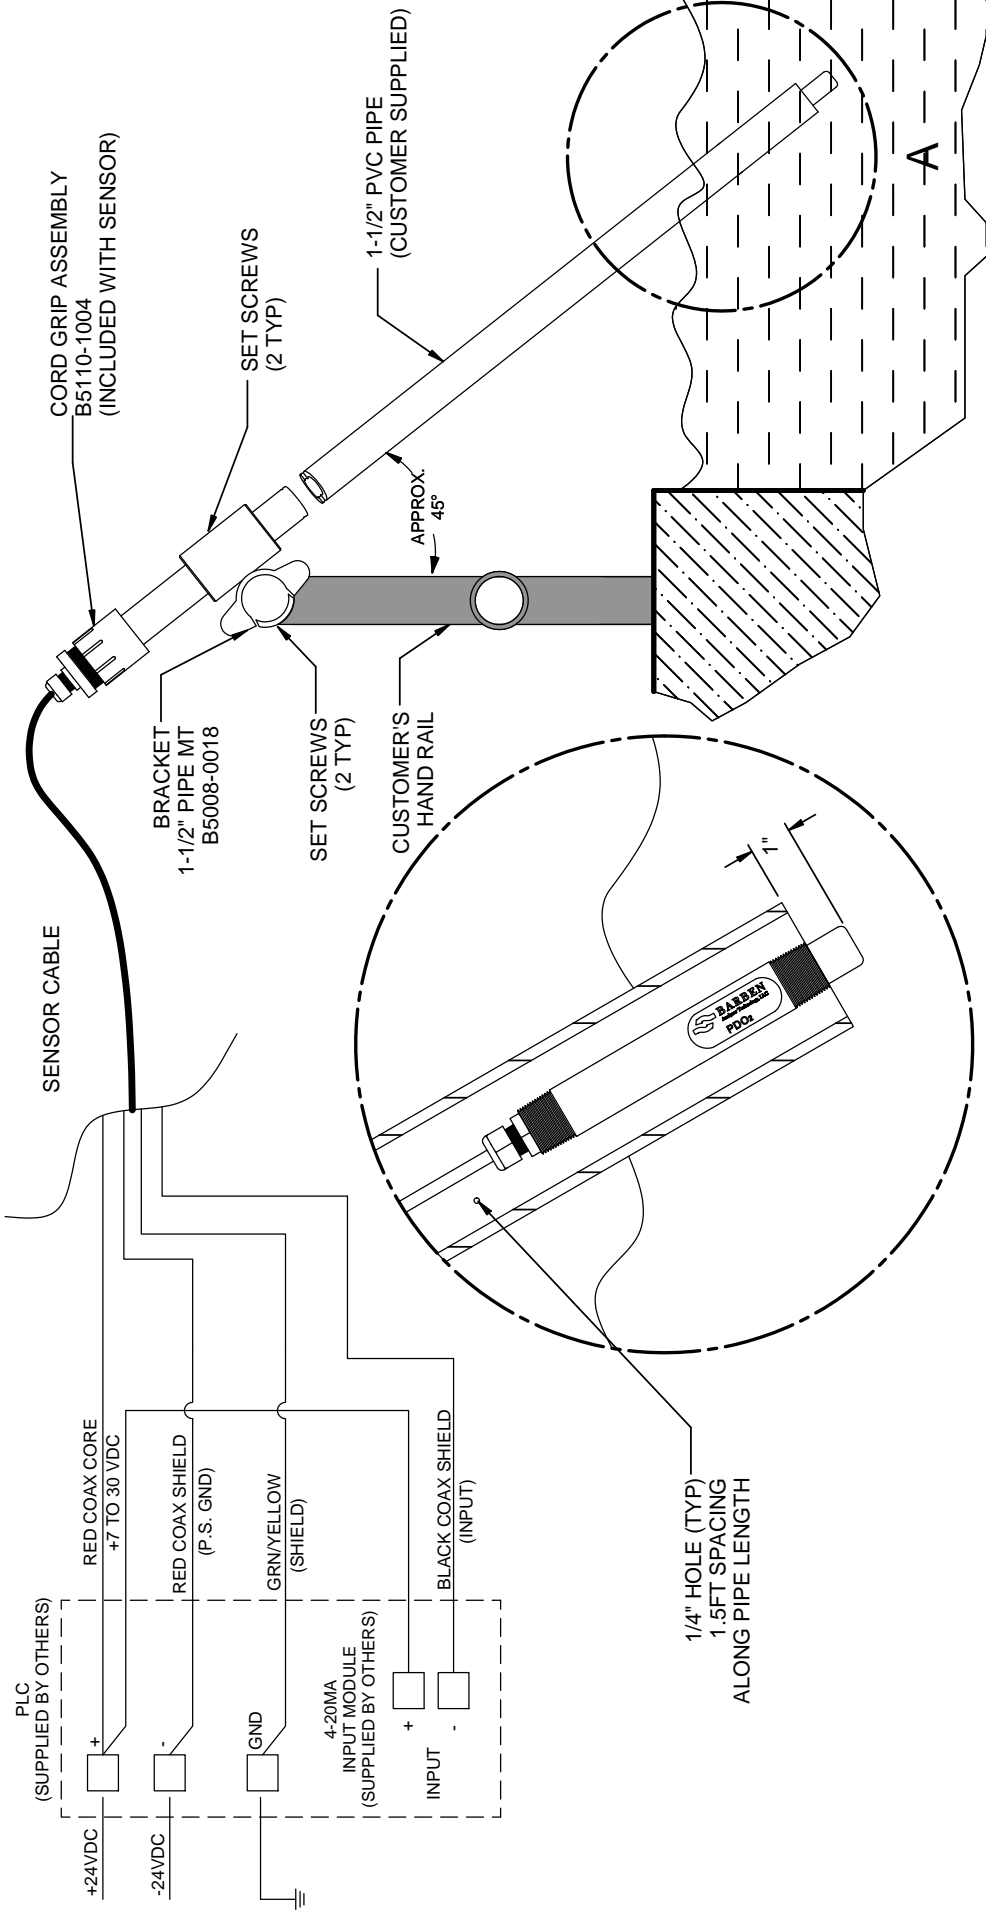 PLC
(SUPPLIED BY OTHERS)
+24VDC
+
-24VDC
-
GND
4-20MA
INPUT MODULE
(SUPPLIED BY OTHERS)
INPUT
+
-
RED COAX CORE
+7 TO 30 VDC
RED COAX SHIELD
(P.S. GND)
GRN/YELLOW
(SHIELD)
BLACK COAX SHIELD
(INPUT)
SENSOR CABLE
CORD GRIP ASSEMBLY
B5110-1004
(INCLUDED WITH SENSOR)
SET SCREWS
(2 TYP)
1-1/2" PVC PIPE
(CUSTOMER SUPPLIED)
BRACKET
1-1/2" PIPE MT
B5008-0018
SET SCREWS
(2 TYP)
CUSTOMER'S
HAND RAIL
APPROX.
45°
A
1/4" HOLE (TYP)
1.5FT SPACING
ALONG PIPE LENGTH
BARBEN
PDO2
1"